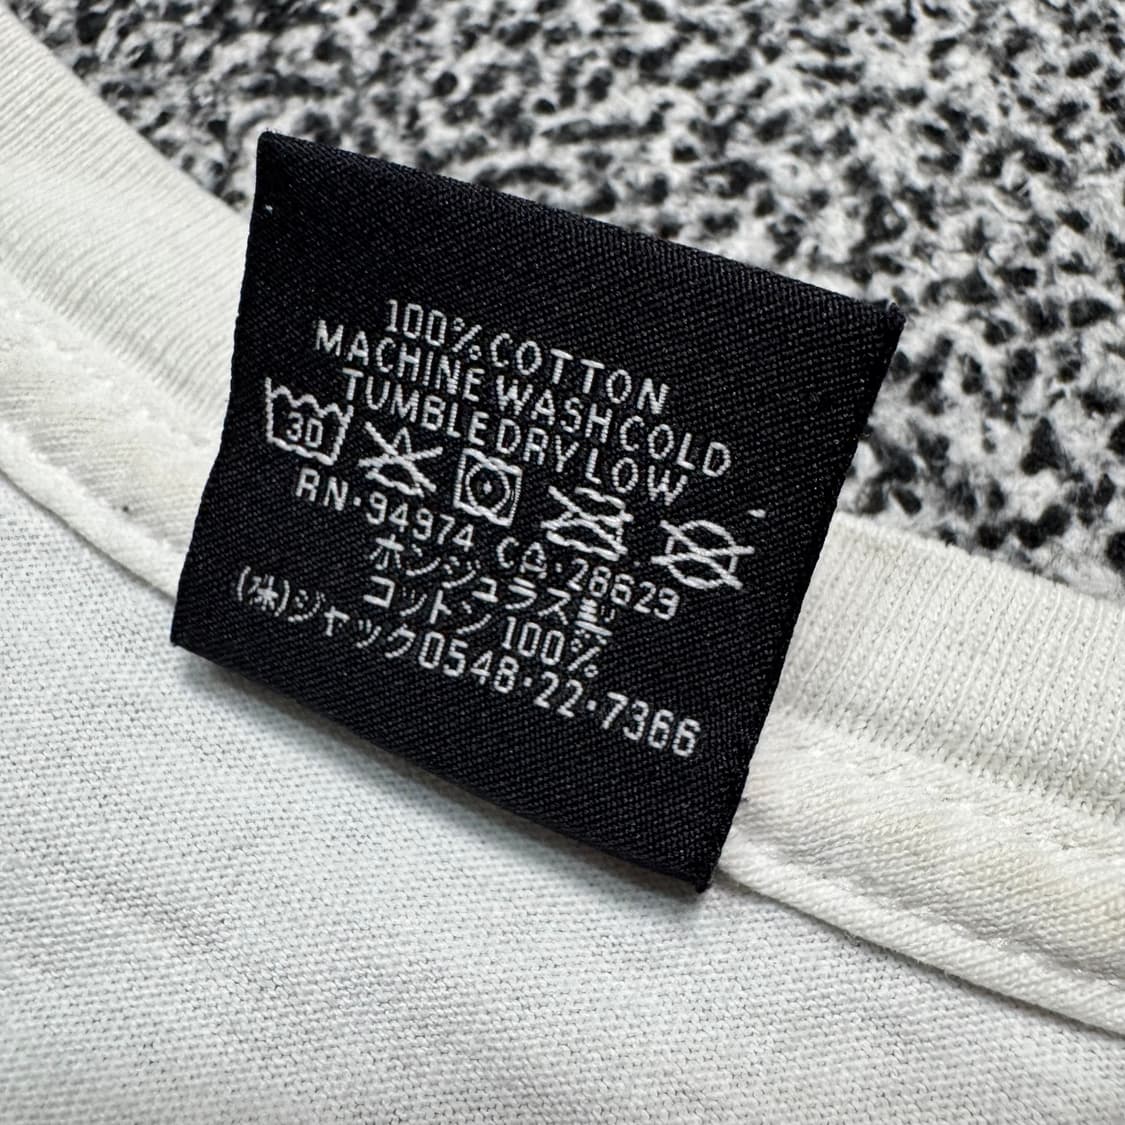 100% COTTON
MACHINE WASH COLD
TUMBLE DRY LOW
30
RN·94974 CA·28629
ホンジュラス製
コットン100%
(株)ジャック0548·22·7366